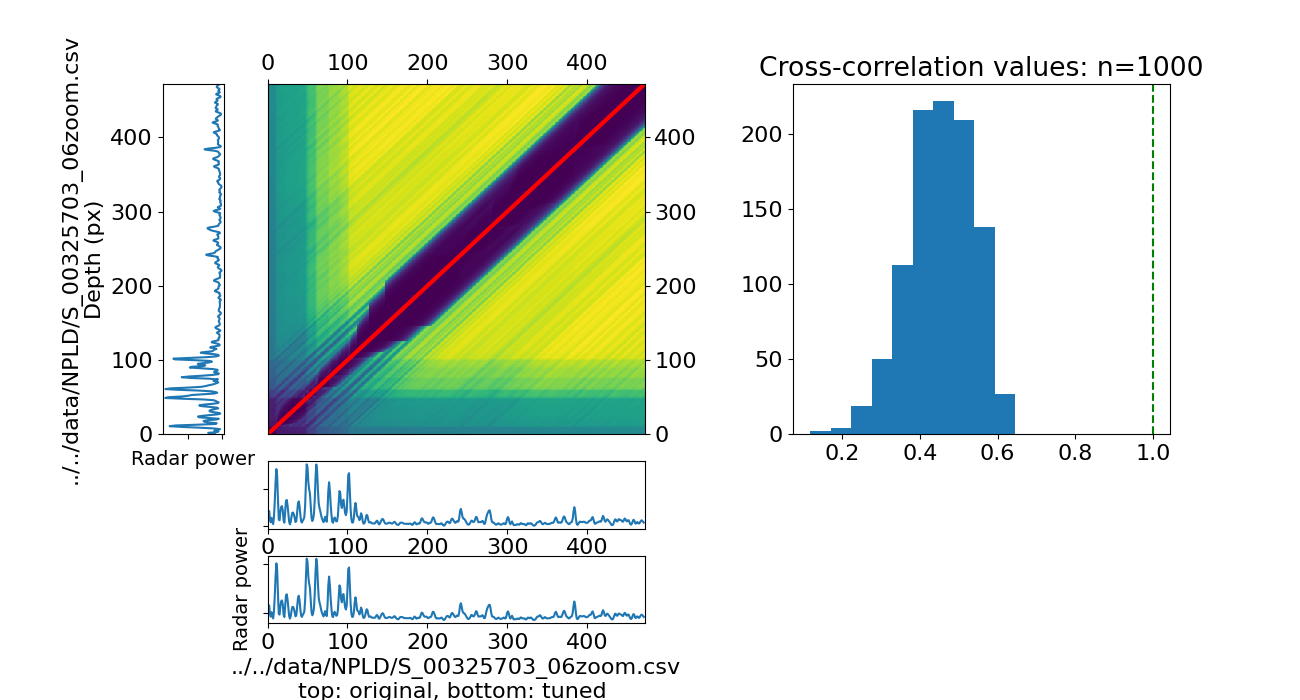 Cross-correlation values: n=1000
0 100 200 300 400
../../data/NPLD/S_00325703_06zoom.csv
Depth (px)
400
300
200
100
0
400
300
200
100
0
200
150
100
50
0
0.2 0.4 0.6 0.8 1.0
Radar power
0 100 200 300 400
Radar power
0 100 200 300 400
../../data/NPLD/S_00325703_06zoom.csv
top: original, bottom: tuned